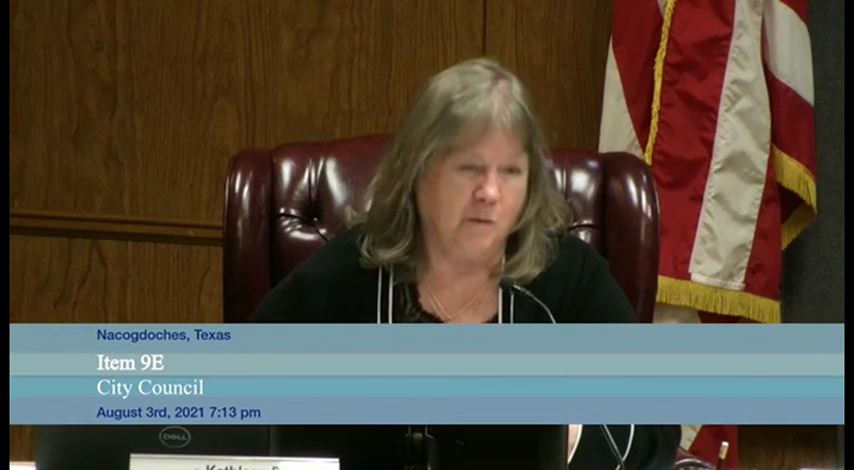 Nacogdoches, Texas
Item 9E
City Council
August 3rd, 2021 7:13 pm
DELL